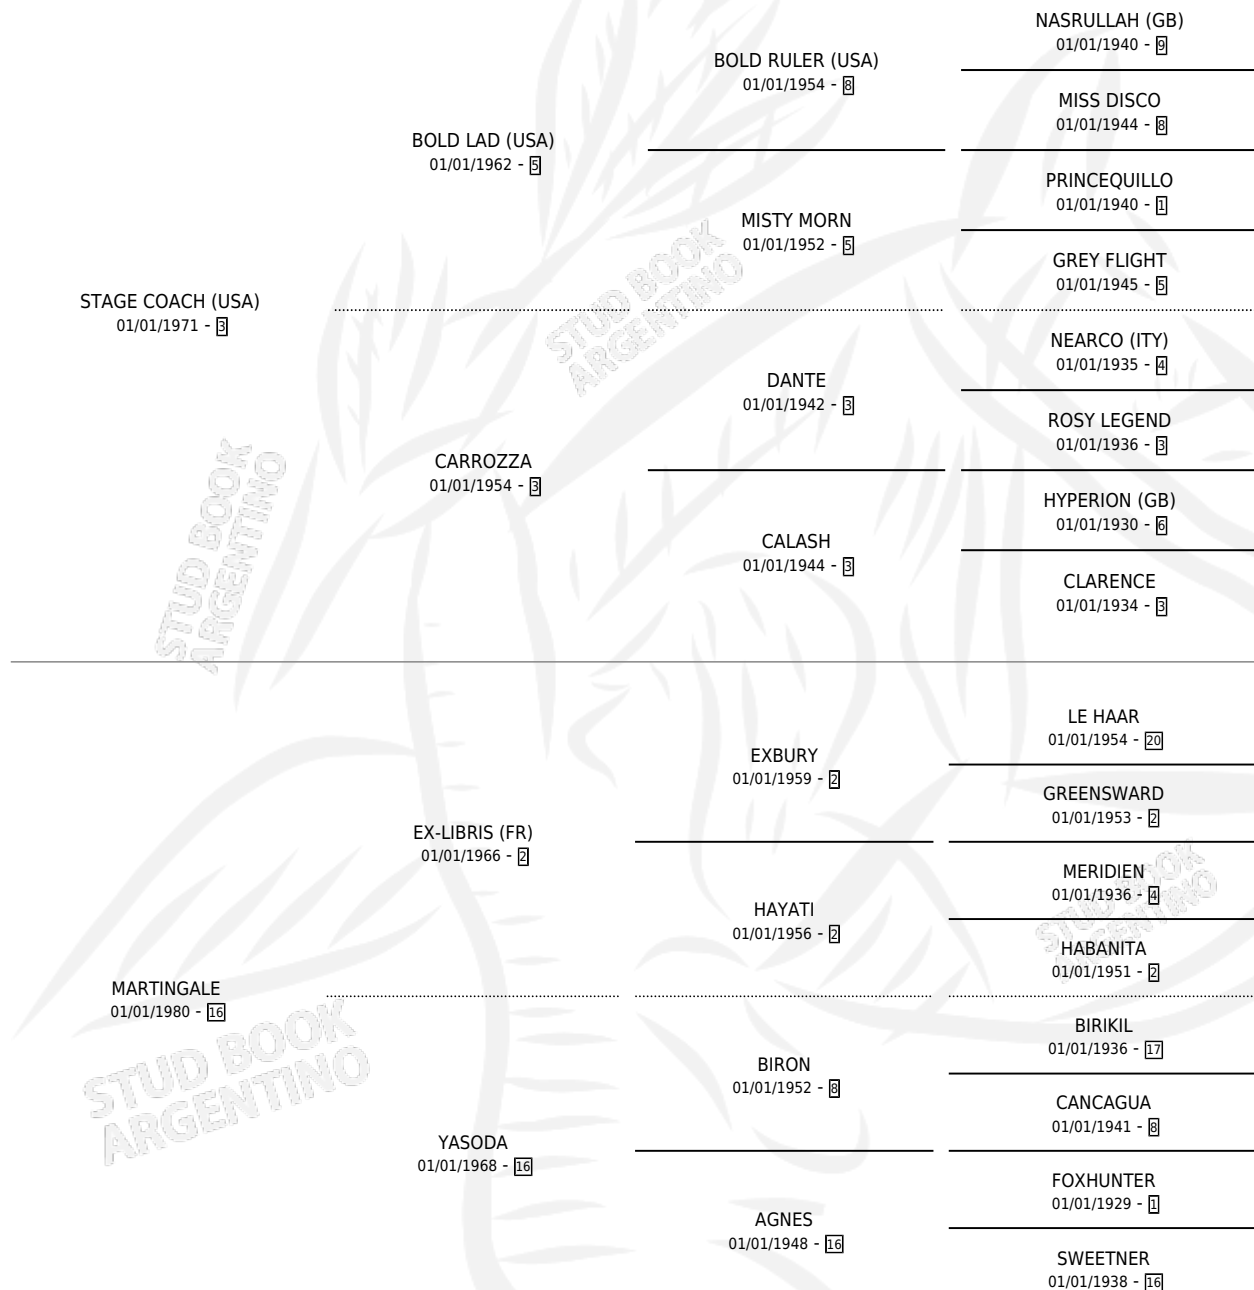 NASRULLAH (GB)
01/01/1940 - 9
BOLD RULER (USA)
01/01/1954 - 8
MISS DISCO
01/01/1944 - 8
BOLD LAD (USA)
01/01/1962 - 5
PRINCEQUILLO
01/01/1940 - 1
MISTY MORN
01/01/1952 - 5
GREY FLIGHT
01/01/1945 - 5
STAGE COACH (USA)
01/01/1971 - 3
NEARCO (ITY)
01/01/1935 - 4
DANTE
01/01/1942 - 3
ROSY LEGEND
01/01/1936 - 3
CARROZZA
01/01/1954 - 3
HYPERION (GB)
01/01/1930 - 6
CALASH
01/01/1944 - 3
CLARENCE
01/01/1934 - 3
STUD BOOK
ARGENTINO
STUD BOOK
ARGENTINO
LE HAAR
01/01/1954 - 20
EXBURY
01/01/1959 - 2
GREENSWARD
01/01/1953 - 2
EX-LIBRIS (FR)
01/01/1966 - 2
MERIDIEN
01/01/1936 - 4
HAYATI
01/01/1956 - 2
HABANITA
01/01/1951 - 2
MARTINGALE
01/01/1980 - 16
BIRIKIL
01/01/1936 - 17
BIRON
01/01/1952 - 8
CANCAGUA
01/01/1941 - 8
YASODA
01/01/1968 - 16
FOXHUNTER
01/01/1929 - 1
AGNES
01/01/1948 - 16
SWEETNER
01/01/1938 - 16
STUD BOOK
ARGENTINO
STUD BOOK
ARGENTINO